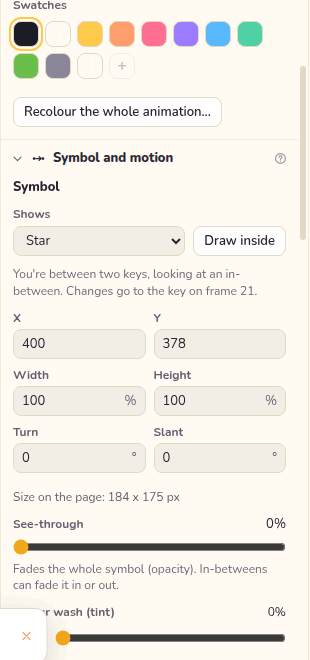 Swatches
+
Recolour the whole animation...
Symbol and motion
?
Symbol
Shows
Star
Draw inside
You're between two keys, looking at an in-
between. Changes go to the key on frame 21.
X
Y
400
378
Width
Height
100 %
100 %
Turn
Slant
0 °
0 °
Size on the page: 184 x 175 px
See-through
0%
Fades the whole symbol (opacity). In-betweens
can fade it in or out.
wash (tint)
0%